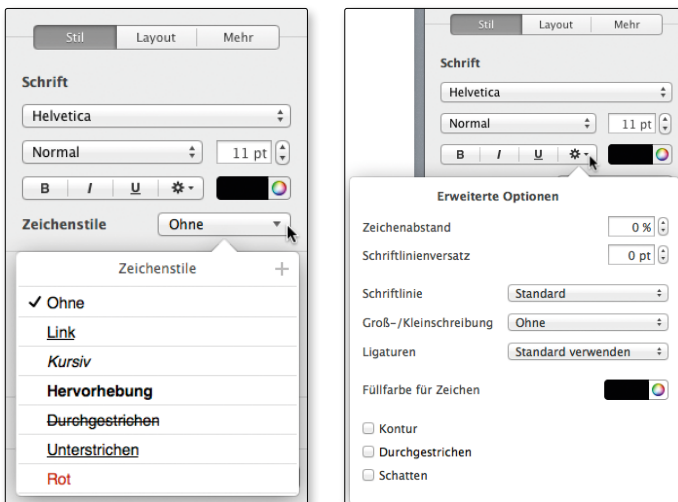 Stil Layout Mehr
Schrift
Helvetica
Normal 11 pt
B I U
Zeichenstile Ohne
Zeichenstile +
✓ Ohne
Link
Kursiv
Hervorhebung
Durchgestrichen
Unterstrichen
Rot
Stil Layout Mehr
Schrift
Helvetica
Normal 11 pt
B I U
Erweiterte Optionen
Zeichenabstand 0 %
Schriftlinienversatz 0 pt
Schriftlinie Standard
Groß-/Kleinschreibung Ohne
Ligaturen Standard verwenden
Füllfarbe für Zeichen
Kontur
Durchgestrichen
Schatten